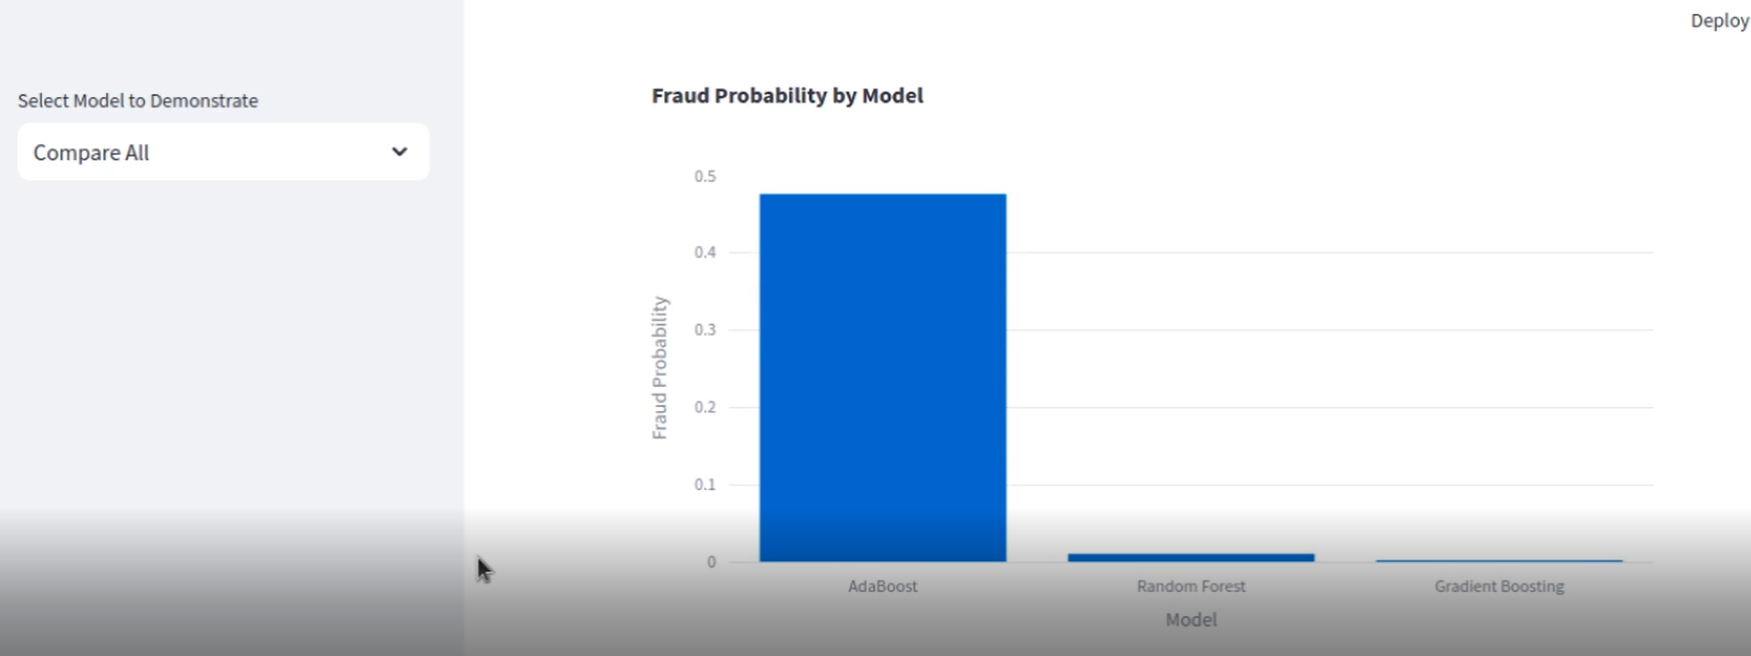 Deploy
Select Model to Demonstrate
Compare All
Fraud Probability by Model
0.5
0.4
0.3
0.2
0.1
0
Fraud Probability
AdaBoost
Random Forest
Gradient Boosting
Model